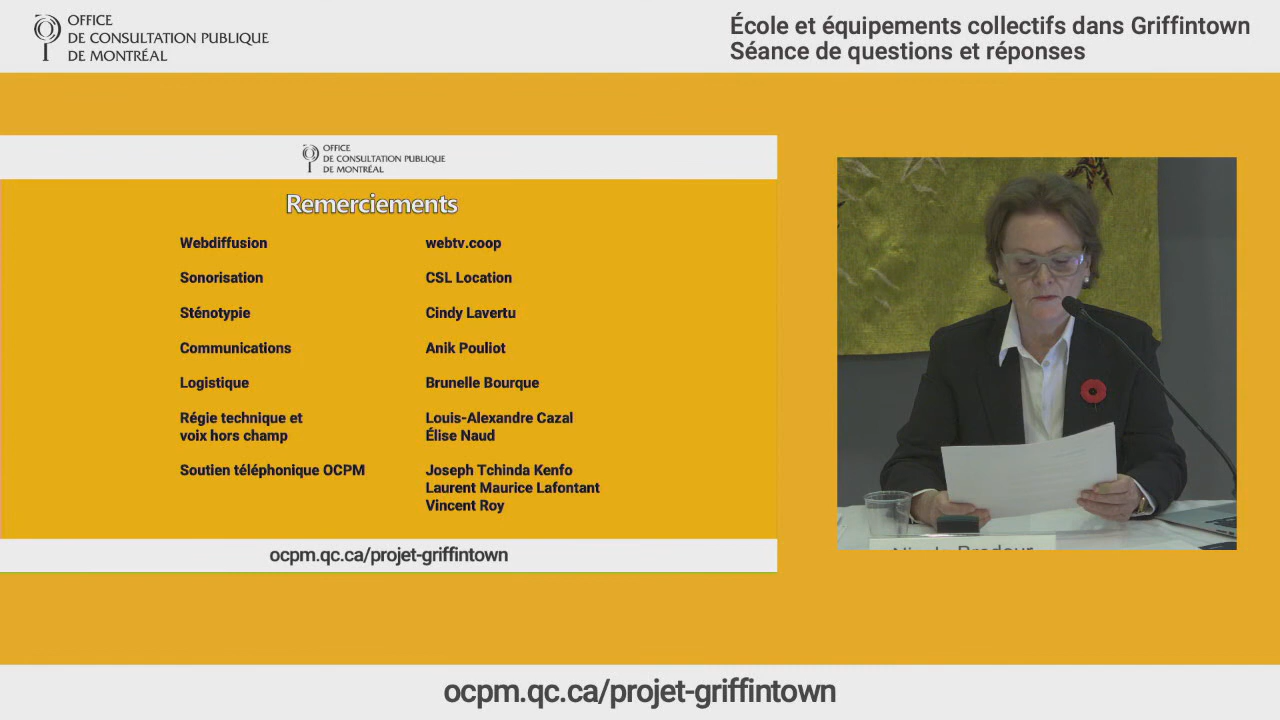 OFFICE
DE CONSULTATION PUBLIQUE
DE MONTRÉAL
École et équipements collectifs dans Griffintown
Séance de questions et réponses
OFFICE
DE CONSULTATION PUBLIQUE
DE MONTRÉAL
Remerciements
Webdiffusion webtv.coop
Sonorisation CSL Location
Sténotypie Cindy Lavertu
Communications Anik Pouliot
Logistique Brunelle Bourque
Régie technique et Louis-Alexandre Cazal
voix hors champ Élise Naud
Soutien téléphonique OCPM Joseph Tchinda Kenfo
Laurent Maurice Lafontant
Vincent Roy
ocpm.qc.ca/projet-griffintown
ocpm.qc.ca/projet-griffintown